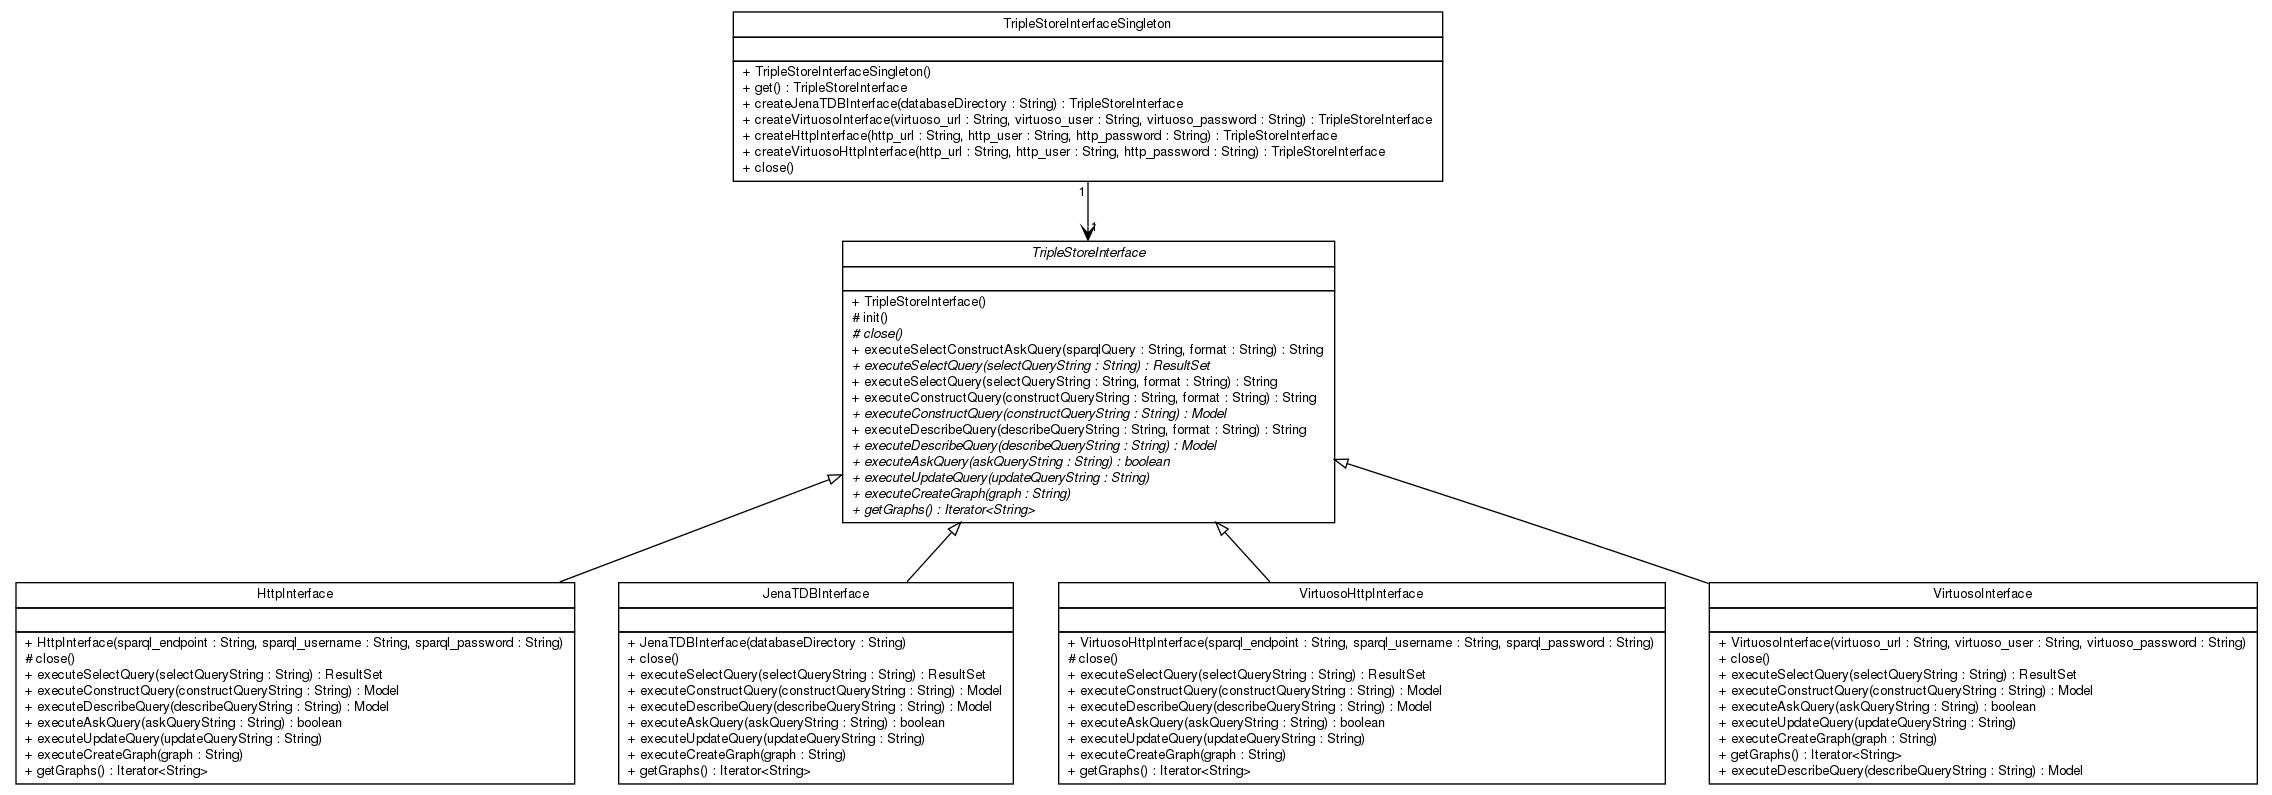 TripleStoreInterfaceSingleton
+ TripleStoreInterfaceSingleton()
+ get() : TripleStoreInterface
+ createJenaTDBInterface(databaseDirectory : String) : TripleStoreInterface
+ createVirtuosoInterface(virtuoso_url : String, virtuoso_user : String, virtuoso_password : String) : TripleStoreInterface
+ createHttpInterface(http_url : String, http_user : String, http_password : String) : TripleStoreInterface
+ createVirtuosoHttpInterface(http_url : String, http_user : String, http_password : String) : TripleStoreInterface
+ close()
1
1
TripleStoreInterface
+ TripleStoreInterface()
# init()
# close()
+ executeSelectConstructAskQuery(sparqlQuery : String, format : String) : String
+ executeSelectQuery(selectQueryString : String) : ResultSet
+ executeSelectQuery(selectQueryString : String, format : String) : String
+ executeConstructQuery(constructQueryString : String, format : String) : String
+ executeConstructQuery(constructQueryString : String) : Model
+ executeDescribeQuery(describeQueryString : String, format : String) : String
+ executeDescribeQuery(describeQueryString : String) : Model
+ executeAskQuery(askQueryString : String) : boolean
+ executeUpdateQuery(updateQueryString : String)
+ executeCreateGraph(graph : String)
+ getGraphs() : Iterator<String>
HttpInterface
+ HttpInterface(sparql_endpoint : String, sparql_username : String, sparql_password : String)
# close()
+ executeSelectQuery(selectQueryString : String) : ResultSet
+ executeConstructQuery(constructQueryString : String) : Model
+ executeDescribeQuery(describeQueryString : String) : Model
+ executeAskQuery(askQueryString : String) : boolean
+ executeUpdateQuery(updateQueryString : String)
+ executeCreateGraph(graph : String)
+ getGraphs() : Iterator<String>
JenaTDBInterface
+ JenaTDBInterface(databaseDirectory : String)
+ close()
+ executeSelectQuery(selectQueryString : String) : ResultSet
+ executeConstructQuery(constructQueryString : String) : Model
+ executeDescribeQuery(describeQueryString : String) : Model
+ executeAskQuery(askQueryString : String) : boolean
+ executeUpdateQuery(updateQueryString : String)
+ executeCreateGraph(graph : String)
+ getGraphs() : Iterator<String>
VirtuosoHttpInterface
+ VirtuosoHttpInterface(sparql_endpoint : String, sparql_username : String, sparql_password : String)
# close()
+ executeSelectQuery(selectQueryString : String) : ResultSet
+ executeConstructQuery(constructQueryString : String) : Model
+ executeDescribeQuery(describeQueryString : String) : Model
+ executeAskQuery(askQueryString : String) : boolean
+ executeUpdateQuery(updateQueryString : String)
+ executeCreateGraph(graph : String)
+ getGraphs() : Iterator<String>
VirtuosoInterface
+ VirtuosoInterface(virtuoso_url : String, virtuoso_user : String, virtuoso_password : String)
+ close()
+ executeSelectQuery(selectQueryString : String) : ResultSet
+ executeConstructQuery(constructQueryString : String) : Model
+ executeAskQuery(askQueryString : String) : boolean
+ executeUpdateQuery(updateQueryString : String)
+ executeCreateGraph(graph : String)
+ getGraphs() : Iterator<String>
+ executeDescribeQuery(describeQueryString : String) : Model